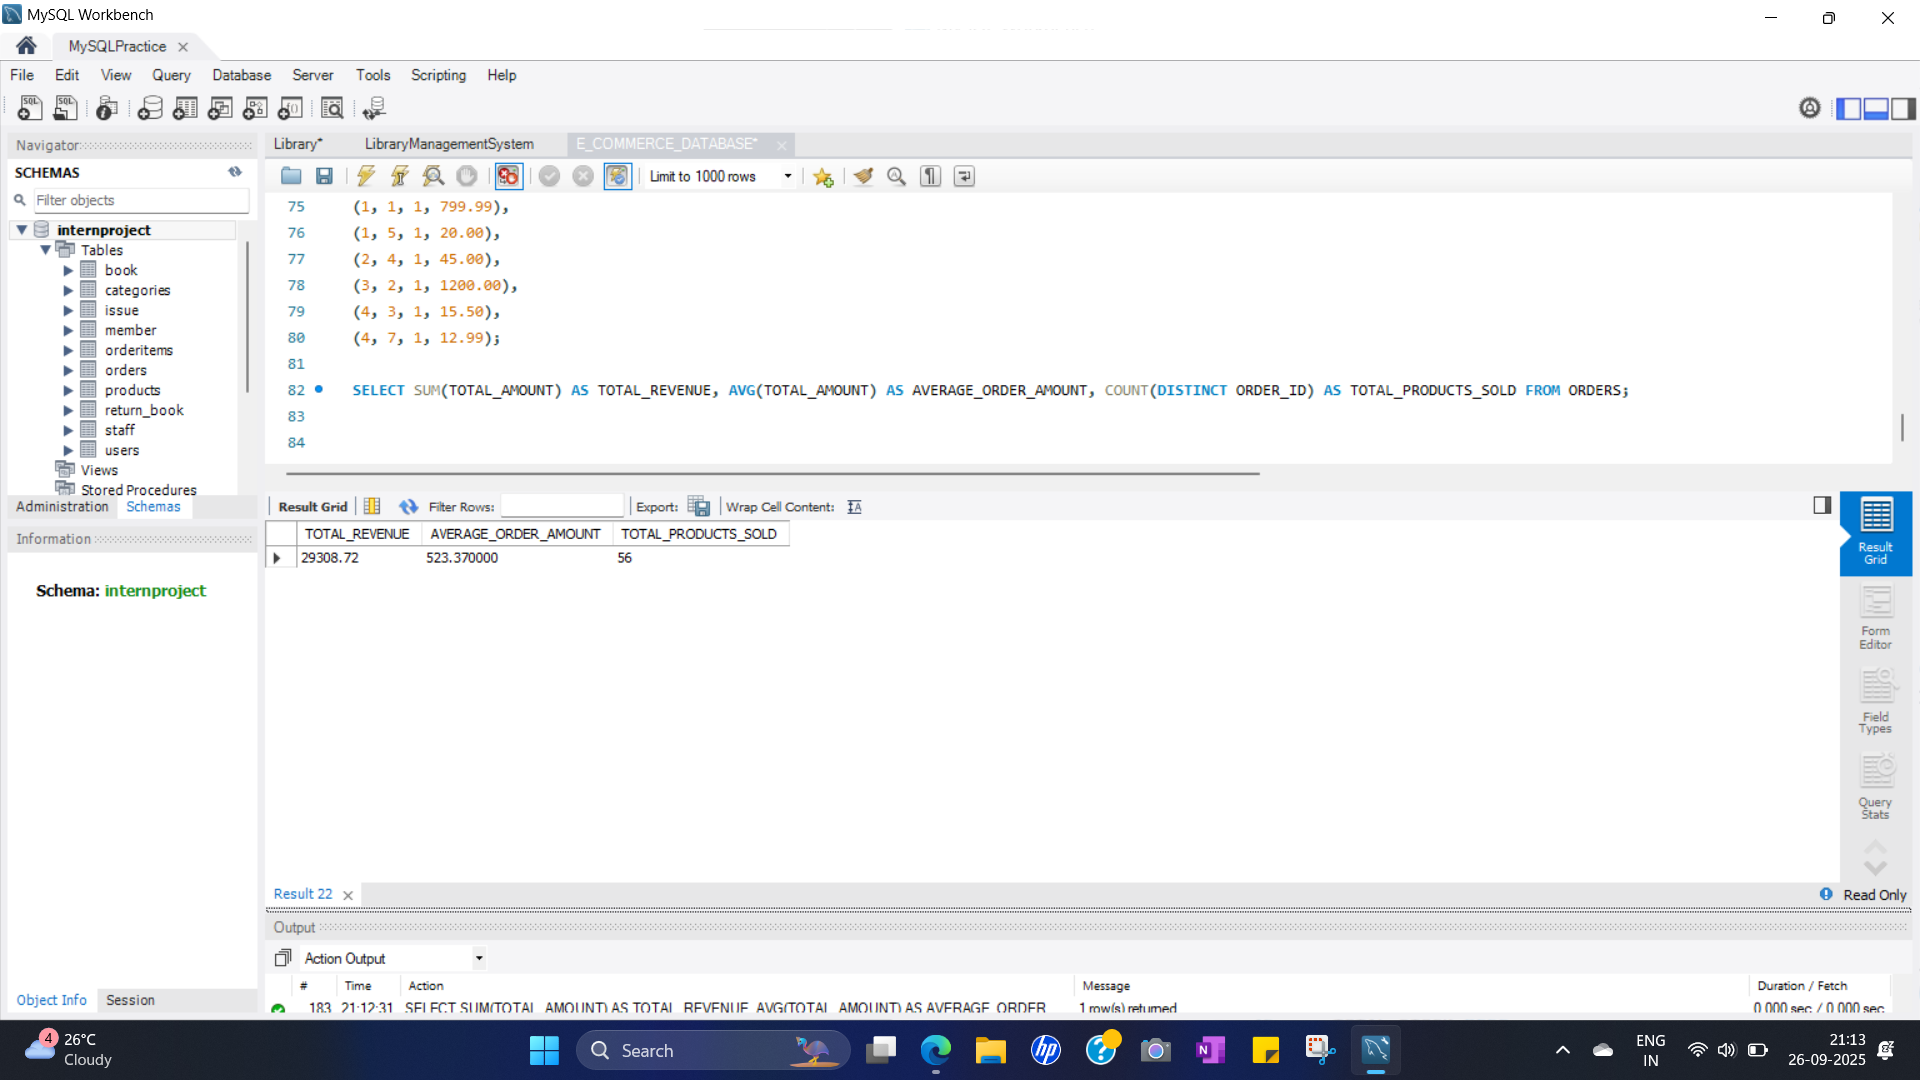 MySQL Workbench
MySQLPractice
File Edit View Query Database Server Tools Scripting Help
Navigator
SCHEMAS
Filter objects
internproject
Tables
book
categories
issue
member
orderitems
orders
products
return_book
staff
users
Views
Stored Procedures
Administration Schemas
Information
Schema: internproject
Object Info Session
Library* LibraryManagementSystem E_COMMERCE_DATABASE*
Limit to 1000 rows
75 (1, 1, 1, 799.99),
76 (1, 5, 1, 20.00),
77 (2, 4, 1, 45.00),
78 (3, 2, 1, 1200.00),
79 (4, 3, 1, 15.50),
80 (4, 7, 1, 12.99);
81
82 SELECT SUM(TOTAL_AMOUNT) AS TOTAL_REVENUE, AVG(TOTAL_AMOUNT) AS AVERAGE_ORDER_AMOUNT, COUNT(DISTINCT ORDER_ID) AS TOTAL_PRODUCTS_SOLD FROM ORDERS;
83
84
Result Grid Filter Rows: Export: Wrap Cell Content:
TOTAL_REVENUE AVERAGE_ORDER_AMOUNT TOTAL_PRODUCTS_SOLD
29308.72 523.370000 56
Result Grid
Form Editor
Field Types
Query Stats
Result 22
Read Only
Output
Action Output
# Time Action Message Duration / Fetch
183 21:12:31 SELECT SUM(TOTAL_AMOUNT) AS TOTAL_REVENUE, AVG(TOTAL_AMOUNT) AS AVERAGE_ORDER 1 row(s) returned 0.000 sec / 0.000 sec
4
26°C
Cloudy
Search
ENG
IN
21:13
26-09-2025